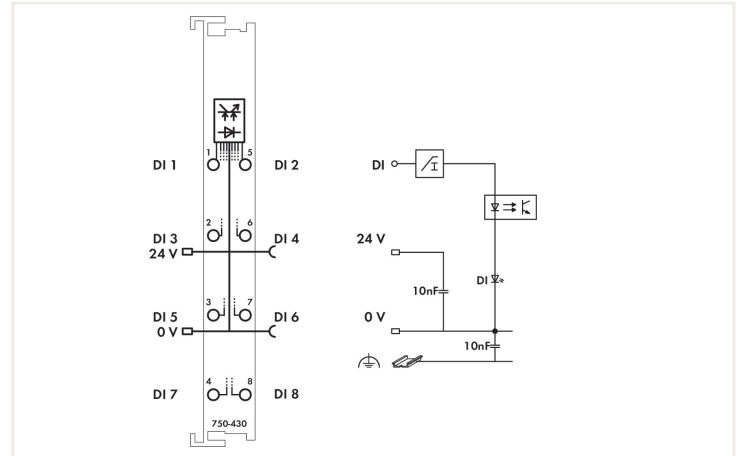 1 5
DI 1 DI 2
2 6
DI 3 DI 4
24 V
3 7
DI 5 DI 6
0 V
4 8
DI 7 DI 8
750-430
DI
I
24 V
DI
10nF
0 V
10nF